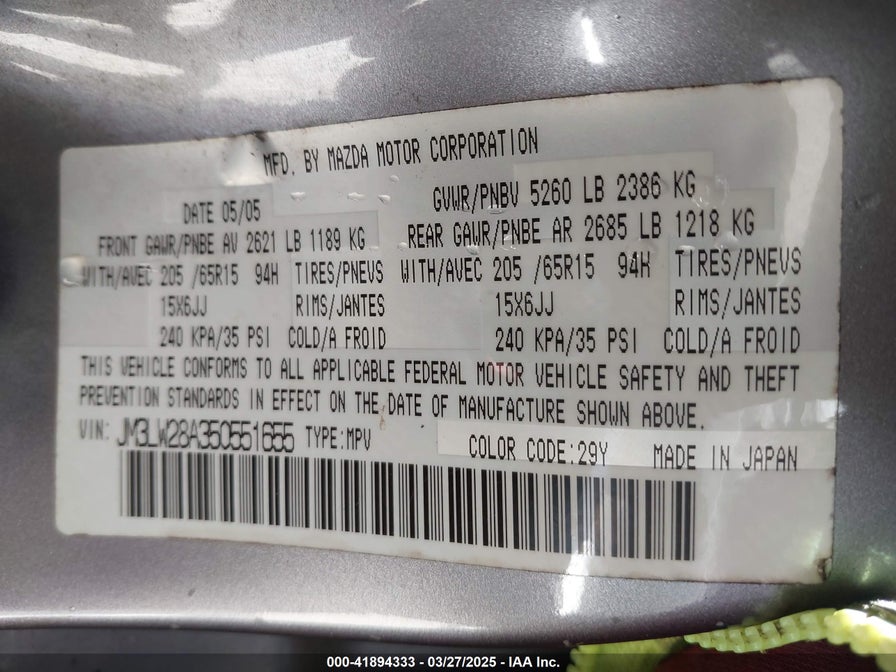 MFD. BY MAZDA MOTOR CORPORATION
DATE 05/05 GVWR/PNBV 5260 LB 2386 KG
FRONT GAWR/PNBE AV 2621 LB 1189 KG REAR GAWR/PNBE AR 2685 LB 1218 KG
WITH/AVEC 205 /65R15 94H TIRES/PNEVS WITH/AVEC 205 /65R15 94H TIRES/PNEVS
15X6JJ RIMS/JANTES 15X6JJ RIMS/JANTES
240 KPA/35 PSI COLD/A FROID 240 KPA/35 PSI COLD/A FROID
THIS VEHICLE CONFORMS TO ALL APPLICABLE FEDERAL MOTOR VEHICLE SAFETY AND THEFT
PREVENTION STANDARDS IN EFFECT ON THE DATE OF MANUFACTURE SHOWN ABOVE.
VIN: JM3LW28A350551655 TYPE:MPV COLOR CODE:29Y MADE IN JAPAN
000-41894333 - 03/27/2025 - IAA Inc.